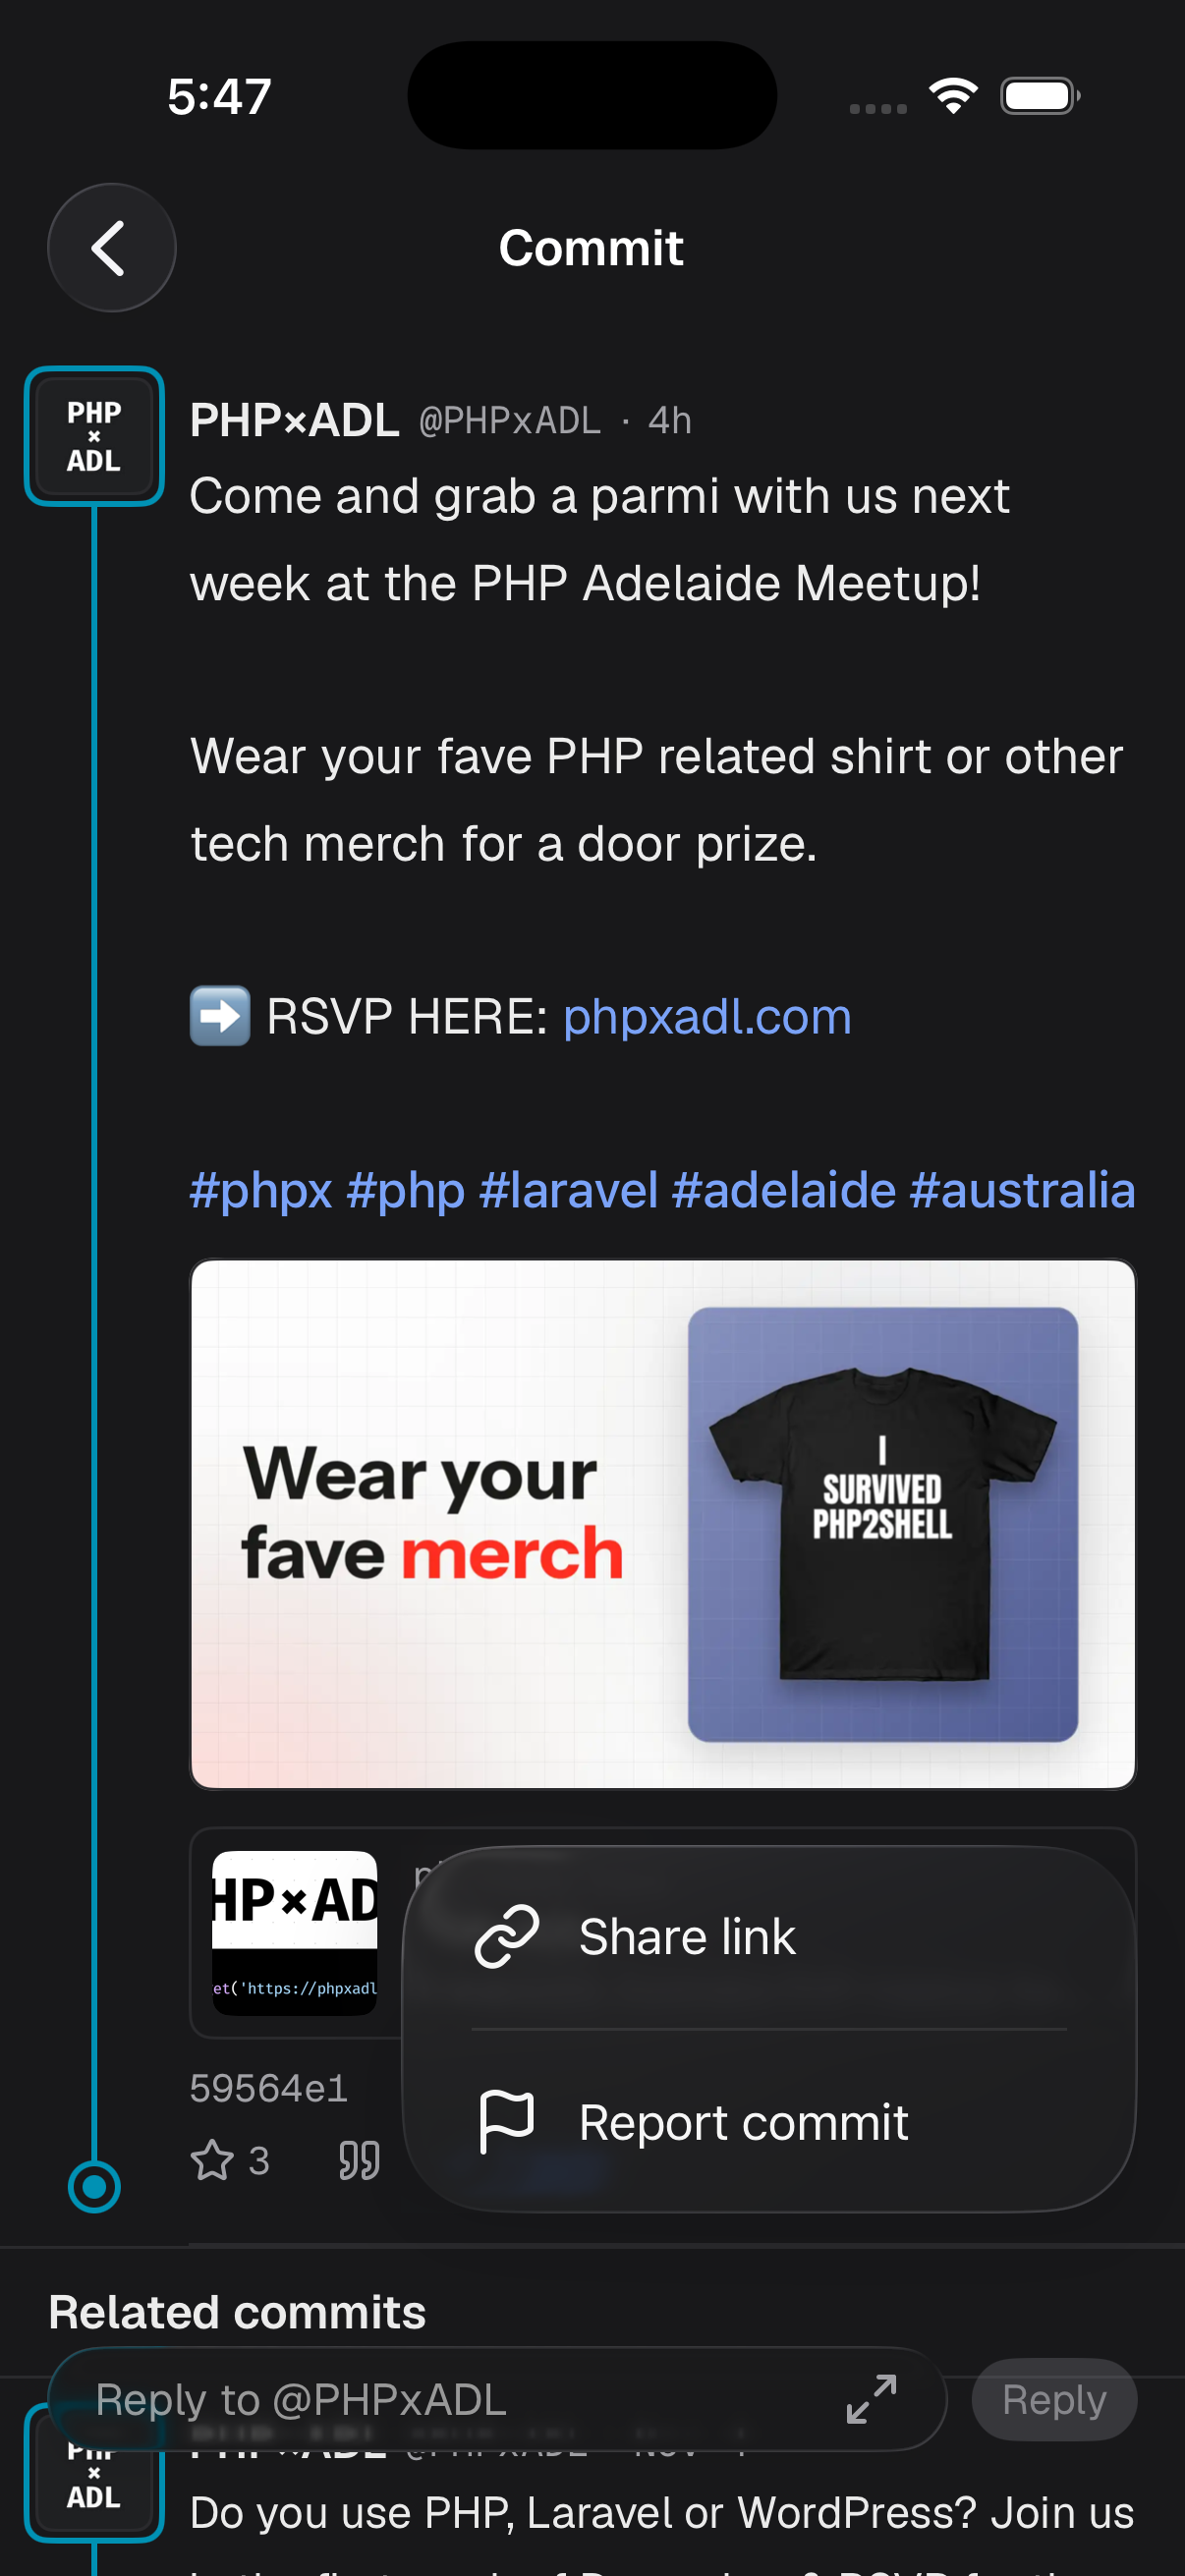 5:47
Commit
PHP
×
ADL
PHP×ADL @PHPxADL · 4h
Come and grab a parmi with us next
week at the PHP Adelaide Meetup!
Wear your fave PHP related shirt or other
tech merch for a door prize.
➡️ RSVP HERE: phpxadl.com
#phpx #php #laravel #adelaide #australia
Wear your
fave merch
I
SURVIVED
PHP2SHELL
HP×AD
et('https://phpxadl
Share link
59564e1
Report commit
3
Related commits
Reply to @PHPxADL
Reply
PHP
×
ADL
PHP×ADL @PHPxADL
Do you use PHP, Laravel or WordPress? Join us